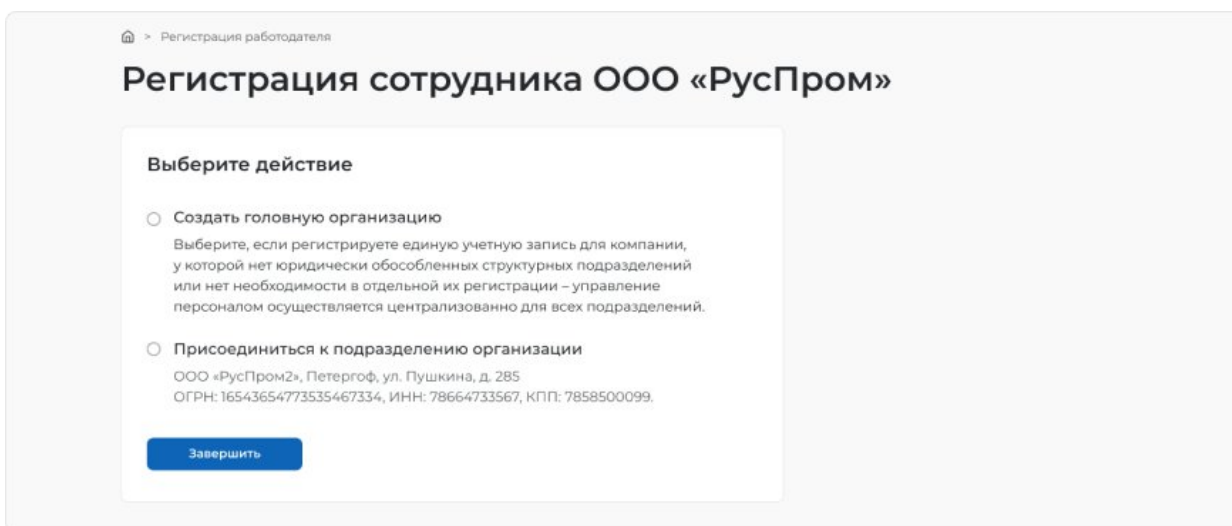 > Регистрация работодателя
Регистрация сотрудника ООО «РусПром»
Выберите действие
Создать головную организацию
Выберите, если регистрируете единую учетную запись для компании,
у которой нет юридически обособленных структурных подразделений
или нет необходимости в отдельной их регистрации – управление
персоналом осуществляется централизованно для всех подразделений.
Присоединиться к подразделению организации
ООО «РусПром2», Петергоф, ул. Пушкина, д. 285
ОГРН: 16543654773535467334, ИНН: 78664733567, КПП: 7858500099.
Завершить